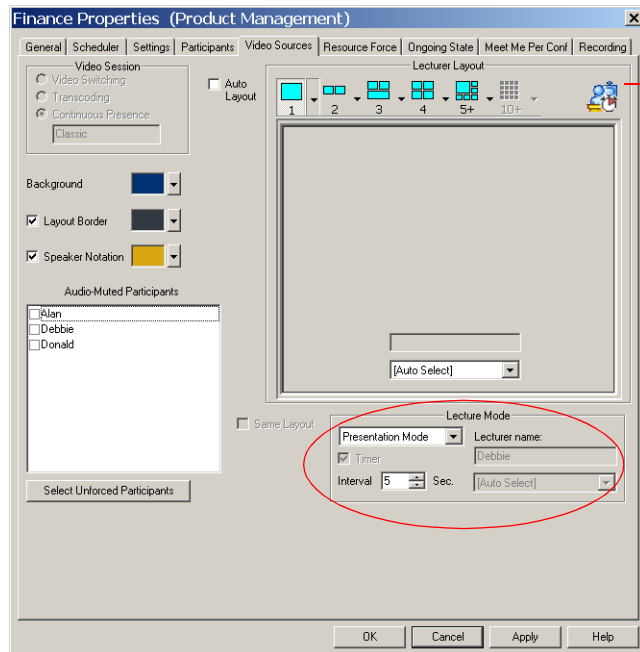 Finance Properties (Product Management)
General Scheduler Settings Participants Video Sources Resource Force Ongoing State Meet Me Per Conf Recording
Video Session
Video Switching
Transcoding
Continuous Presence
Classic
Auto
Layout
Lecturer Layout
1 2 3 4 5+ 10+
Background
Layout Border
Speaker Notation
Audio-Muted Participants
Alan
Debbie
Donald
Select Unforced Participants
[Auto Select]
Same Layout
Lecture Mode
Presentation Mode
Lecturer name:
Timer
Debbie
Interval 5 Sec.
[Auto Select]
OK Cancel Apply Help